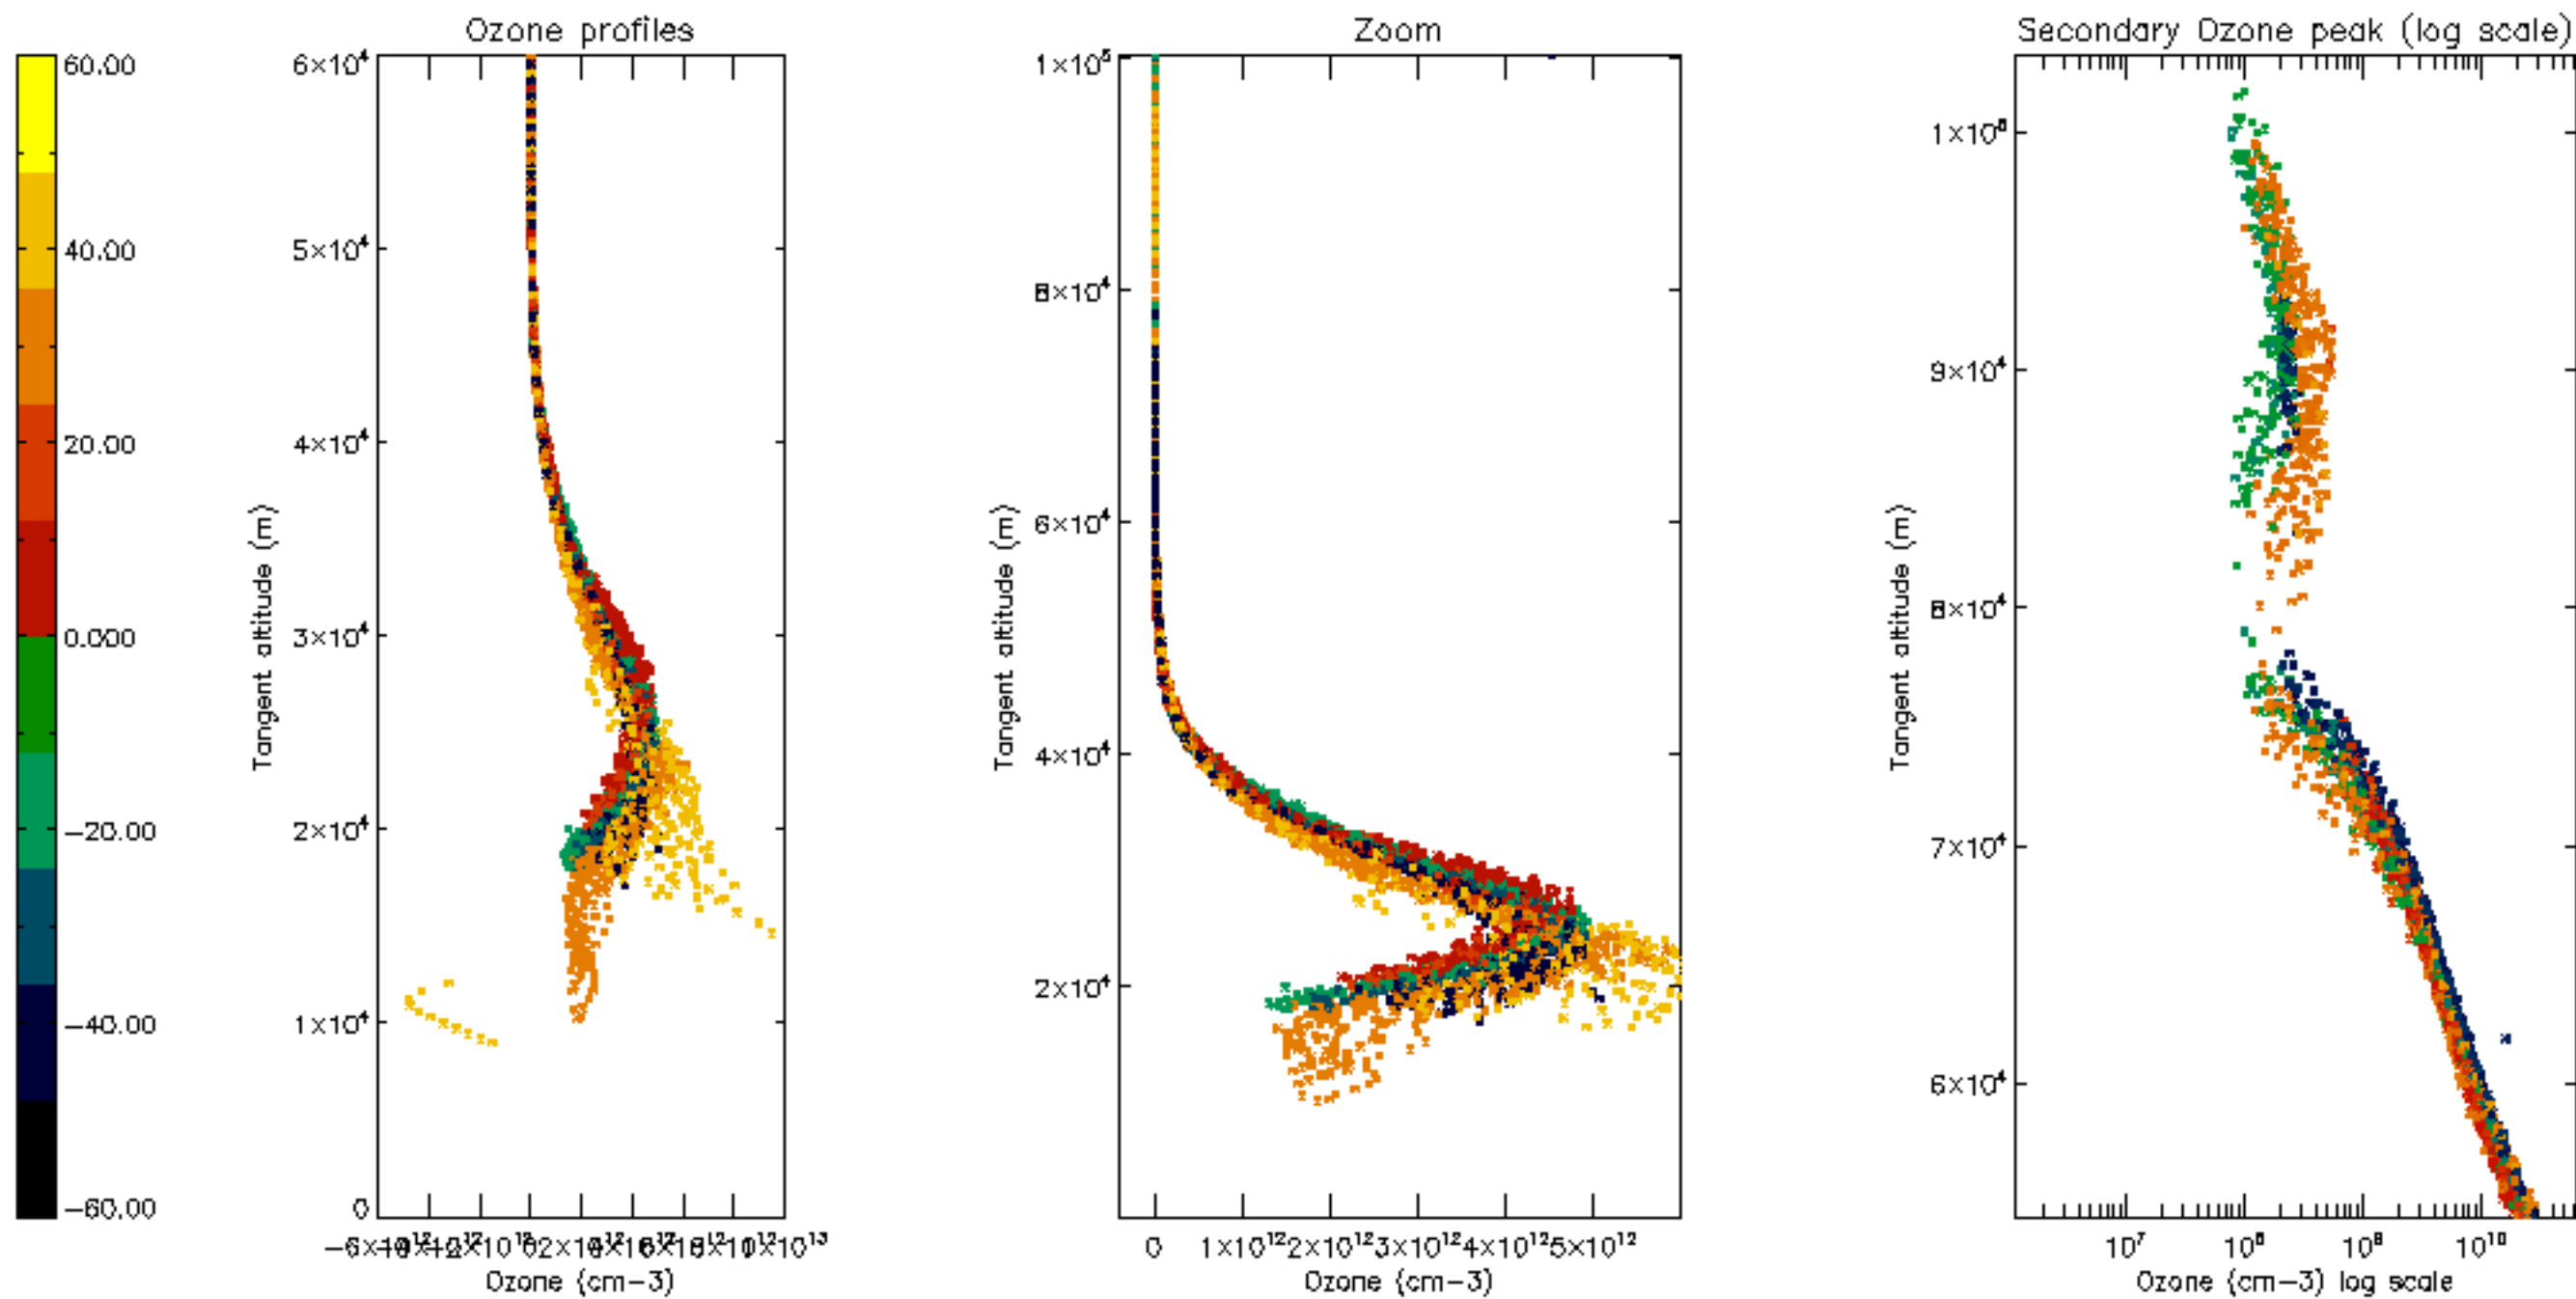 Ozone profiles
Zoom
Secondary Ozone peak (log scale)
60.00
40.00
20.00
0.000
-20.00
-40.00
-60.00
6×10⁴
5×10⁴
4×10⁴
3×10⁴
2×10⁴
1×10⁴
0
Tangent altitude (m)
Ozone (cm-3)
1×10⁵
8×10⁴
6×10⁴
4×10⁴
2×10⁴
Tangent altitude (m)
0 1×10¹² 2×10¹² 3×10¹² 4×10¹² 5×10¹²
Ozone (cm-3)
9×10⁴
8×10⁴
7×10⁴
6×10⁴
Tangent altitude (m)
10⁷ 10⁸ 10⁹ 10¹⁰
Ozone (cm-3) log scale